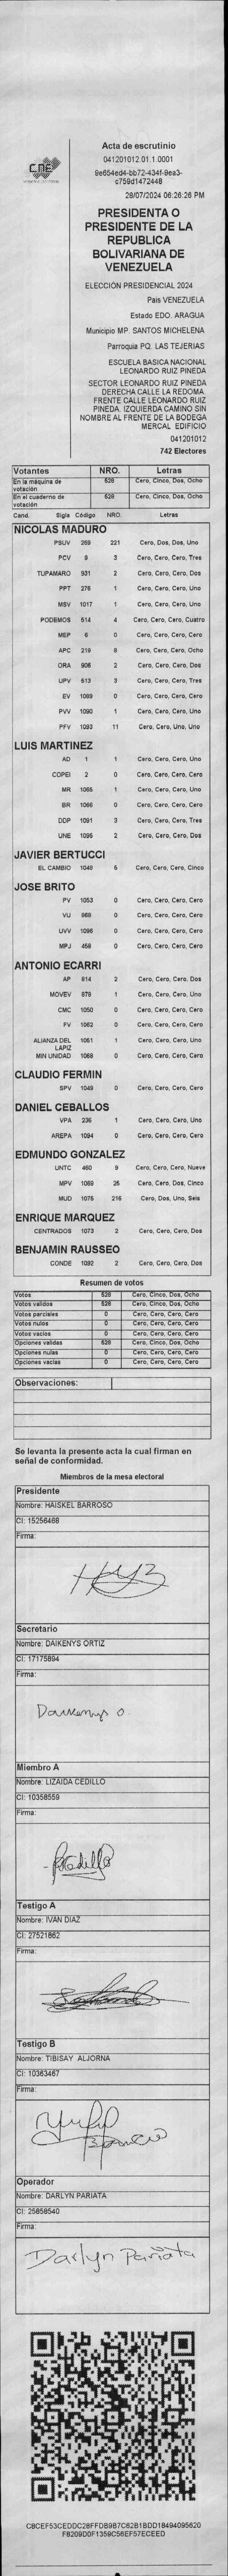 CNE
Acta de escrutinio
041201012.01.1.0001
9e654ed4-bb72-434f-9ea3-
c759d1472448
28/07/2024 06:26:26 PM
PRESIDENTA O
PRESIDENTE DE LA
REPUBLICA
BOLIVARIANA DE
VENEZUELA
ELECCIÓN PRESIDENCIAL 2024
Pais VENEZUELA
Estado EDO. ARAGUA
Municipio MP. SANTOS MICHELENA
Parroquia PQ. LAS TEJERIAS
ESCUELA BASICA NACIONAL
LEONARDO RUIZ PINEDA
SECTOR LEONARDO RUIZ PINEDA
DERECHA CALLE LA REDOMA.
FRENTE CALLE LEONARDO RUIZ
PINEDA. IZQUIERDA CAMINO SIN
NOMBRE AL FRENTE DE LA BODEGA
MERCAL EDIFICIO
041201012
742 Electores
Votantes NRO. Letras
En la máquina de votación 528 Cero, Cinco, Dos, Ocho
En el cuaderno de votación 528 Cero, Cinco, Dos, Ocho
Cand. Sigla Código NRO. Letras
NICOLAS MADURO
PSUV 269 221 Cero, Dos, Dos, Uno
PCV 9 3 Cero, Cero, Cero, Tres
TUPAMARO 931 2 Cero, Cero, Cero, Dos
PPT 276 1 Cero, Cero, Cero, Uno
MSV 1017 1 Cero, Cero, Cero, Uno
PODEMOS 514 4 Cero, Cero, Cero, Cuatro
MEP 6 0 Cero, Cero, Cero, Cero
APC 219 8 Cero, Cero, Cero, Ocho
ORA 906 2 Cero, Cero, Cero, Dos
UPV 613 3 Cero, Cero, Cero, Tres
EV 1089 0 Cero, Cero, Cero, Cero
PVV 1090 1 Cero, Cero, Cero, Uno
PFV 1093 11 Cero, Cero, Uno, Uno
LUIS MARTINEZ
AD 1 1 Cero, Cero, Cero, Uno
COPEI 2 0 Cero, Cero, Cero, Cero
MR 1065 1 Cero, Cero, Cero, Uno
BR 1066 0 Cero, Cero, Cero, Cero
DDP 1091 3 Cero, Cero, Cero, Tres
UNE 1095 2 Cero, Cero, Cero, Dos
JAVIER BERTUCCI
EL CAMBIO 1048 5 Cero, Cero, Cero, Cinco
JOSE BRITO
PV 1053 0 Cero, Cero, Cero, Cero
VU 968 0 Cero, Cero, Cero, Cero
UVV 1096 0 Cero, Cero, Cero, Cero
MPJ 458 0 Cero, Cero, Cero, Cero
ANTONIO ECARRI
AP 914 2 Cero, Cero, Cero, Dos
MOVEV 978 1 Cero, Cero, Cero, Uno
CMC 1050 0 Cero, Cero, Cero, Cero
FV 1062 0 Cero, Cero, Cero, Cero
ALIANZA DEL LAPIZ 1061 1 Cero, Cero, Cero, Uno
MIN UNIDAD 1068 0 Cero, Cero, Cero, Cero
CLAUDIO FERMIN
SPV 1049 0 Cero, Cero, Cero, Cero
DANIEL CEBALLOS
VPA 236 1 Cero, Cero, Cero, Uno
AREPA 1094 0 Cero, Cero, Cero, Cero
EDMUNDO GONZALEZ
UNTC 460 9 Cero, Cero, Cero, Nueve
MPV 1069 25 Cero, Cero, Dos, Cinco
MUD 1075 216 Cero, Dos, Uno, Seis
ENRIQUE MARQUEZ
CENTRADOS 1073 2 Cero, Cero, Cero, Dos
BENJAMIN RAUSSEO
CONDE 1092 2 Cero, Cero, Cero, Dos
Resumen de votos
Votos 528 Cero, Cinco, Dos, Ocho
Votos validos 528 Cero, Cinco, Dos, Ocho
Votos parciales 0 Cero, Cero, Cero, Cero
Votos nulos 0 Cero, Cero, Cero, Cero
Votos vacios 0 Cero, Cero, Cero, Cero
Opciones validas 528 Cero, Cinco, Dos, Ocho
Opciones nulas 0 Cero, Cero, Cero, Cero
Opciones vacias 0 Cero, Cero, Cero, Cero
Observaciones:
Se levanta la presente acta la cual firman en
señal de conformidad.
Miembros de la mesa electoral
Presidente
Nombre: HAISKEL BARROSO
CI: 15256468
Firma:
Secretario
Nombre: DAIKENYS ORTIZ
CI: 17175894
Firma:
Daikenys O.
Miembro A
Nombre: LIZAIDA CEDILLO
CI: 10358559
Firma:
Testigo A
Nombre: IVAN DIAZ
CI: 27521862
Firma:
Testigo B
Nombre: TIBISAY ALJORNA
CI: 10363467
Firma:
Operador
Nombre: DARLYN PARIATA
CI: 25858540
Firma:
Darlyn Pariata
C8CEF53CEDDC28FFDB9B7C62B1BDD18494095620
F8209D0F1359C56EF57ECEED